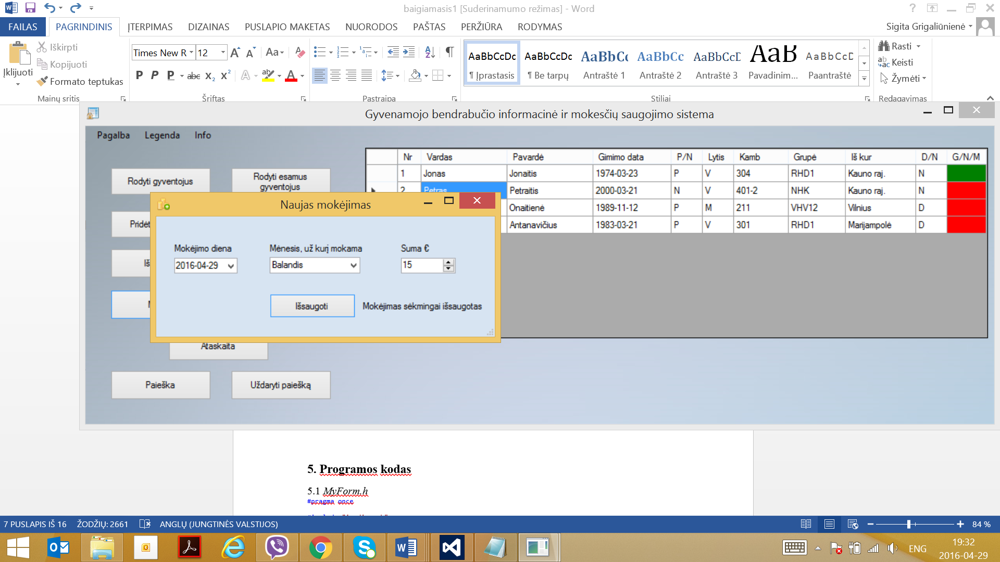 baigiamasis1 [Suderinamumo režimas] - Word
FAILAS PAGRINDINIS ĮTERPIMAS DIZAINAS PUSLAPIO MAKETAS NUORODOS PAŠTAS PERŽIŪRA RODYMAS
Sigita Grigaliūnienė
Įklijuoti
Iškirpti
Kopijuoti
Formato teptukas
Mainų sritis
Times New R 12
Šriftas
Pastraipa
AaBbCcDc AaBbCcDc AaBbCc AaBbCc AaBbCcD AaB AaBbCcD
¶ Įprastasis ¶ Be tarpų Antraštė 1 Antraštė 2 Antraštė 3 Pavadinim... Paantraštė
Stiliai
Rasti
Keisti
Žymėti
Redagavimas
Gyvenamojo bendrabučio informacinė ir mokesčių saugojimo sistema
Pagalba Legenda Info
Rodyti gyventojus
Rodyti esamus
gyventojus
Pridėt
Iš
Ataskaita
Paieška
Uždaryti paiešką
Nr Vardas Pavardė Gimimo data P/N Lytis Kamb Grupė Iš kur D/N G/N/M
1 Jonas Jonaitis 1974-03-23 P V 304 RHD1 Kauno raj. N
2 Petras Petraitis 2000-03-21 N V 401-2 NHK Kauno raj. N
Onaitienė 1989-11-12 P M 211 VHV12 Vilnius D
Antanavičius 1983-03-21 P V 301 RHD1 Marijampolė D
Naujas mokėjimas
Mokėjimo diena Mėnesis, už kurį mokama Suma €
2016-04-29 Balandis 15
Išsaugoti Mokėjimas sėkmingai išsaugotas
5. Programos kodas
5.1 MyForm.h
#pragma once
7 PUSLAPIS IŠ 16 ŽODŽIŲ: 2661 ANGLŲ (JUNGTINĖS VALSTIJOS) 84 %
ENG
19:32
2016-04-29